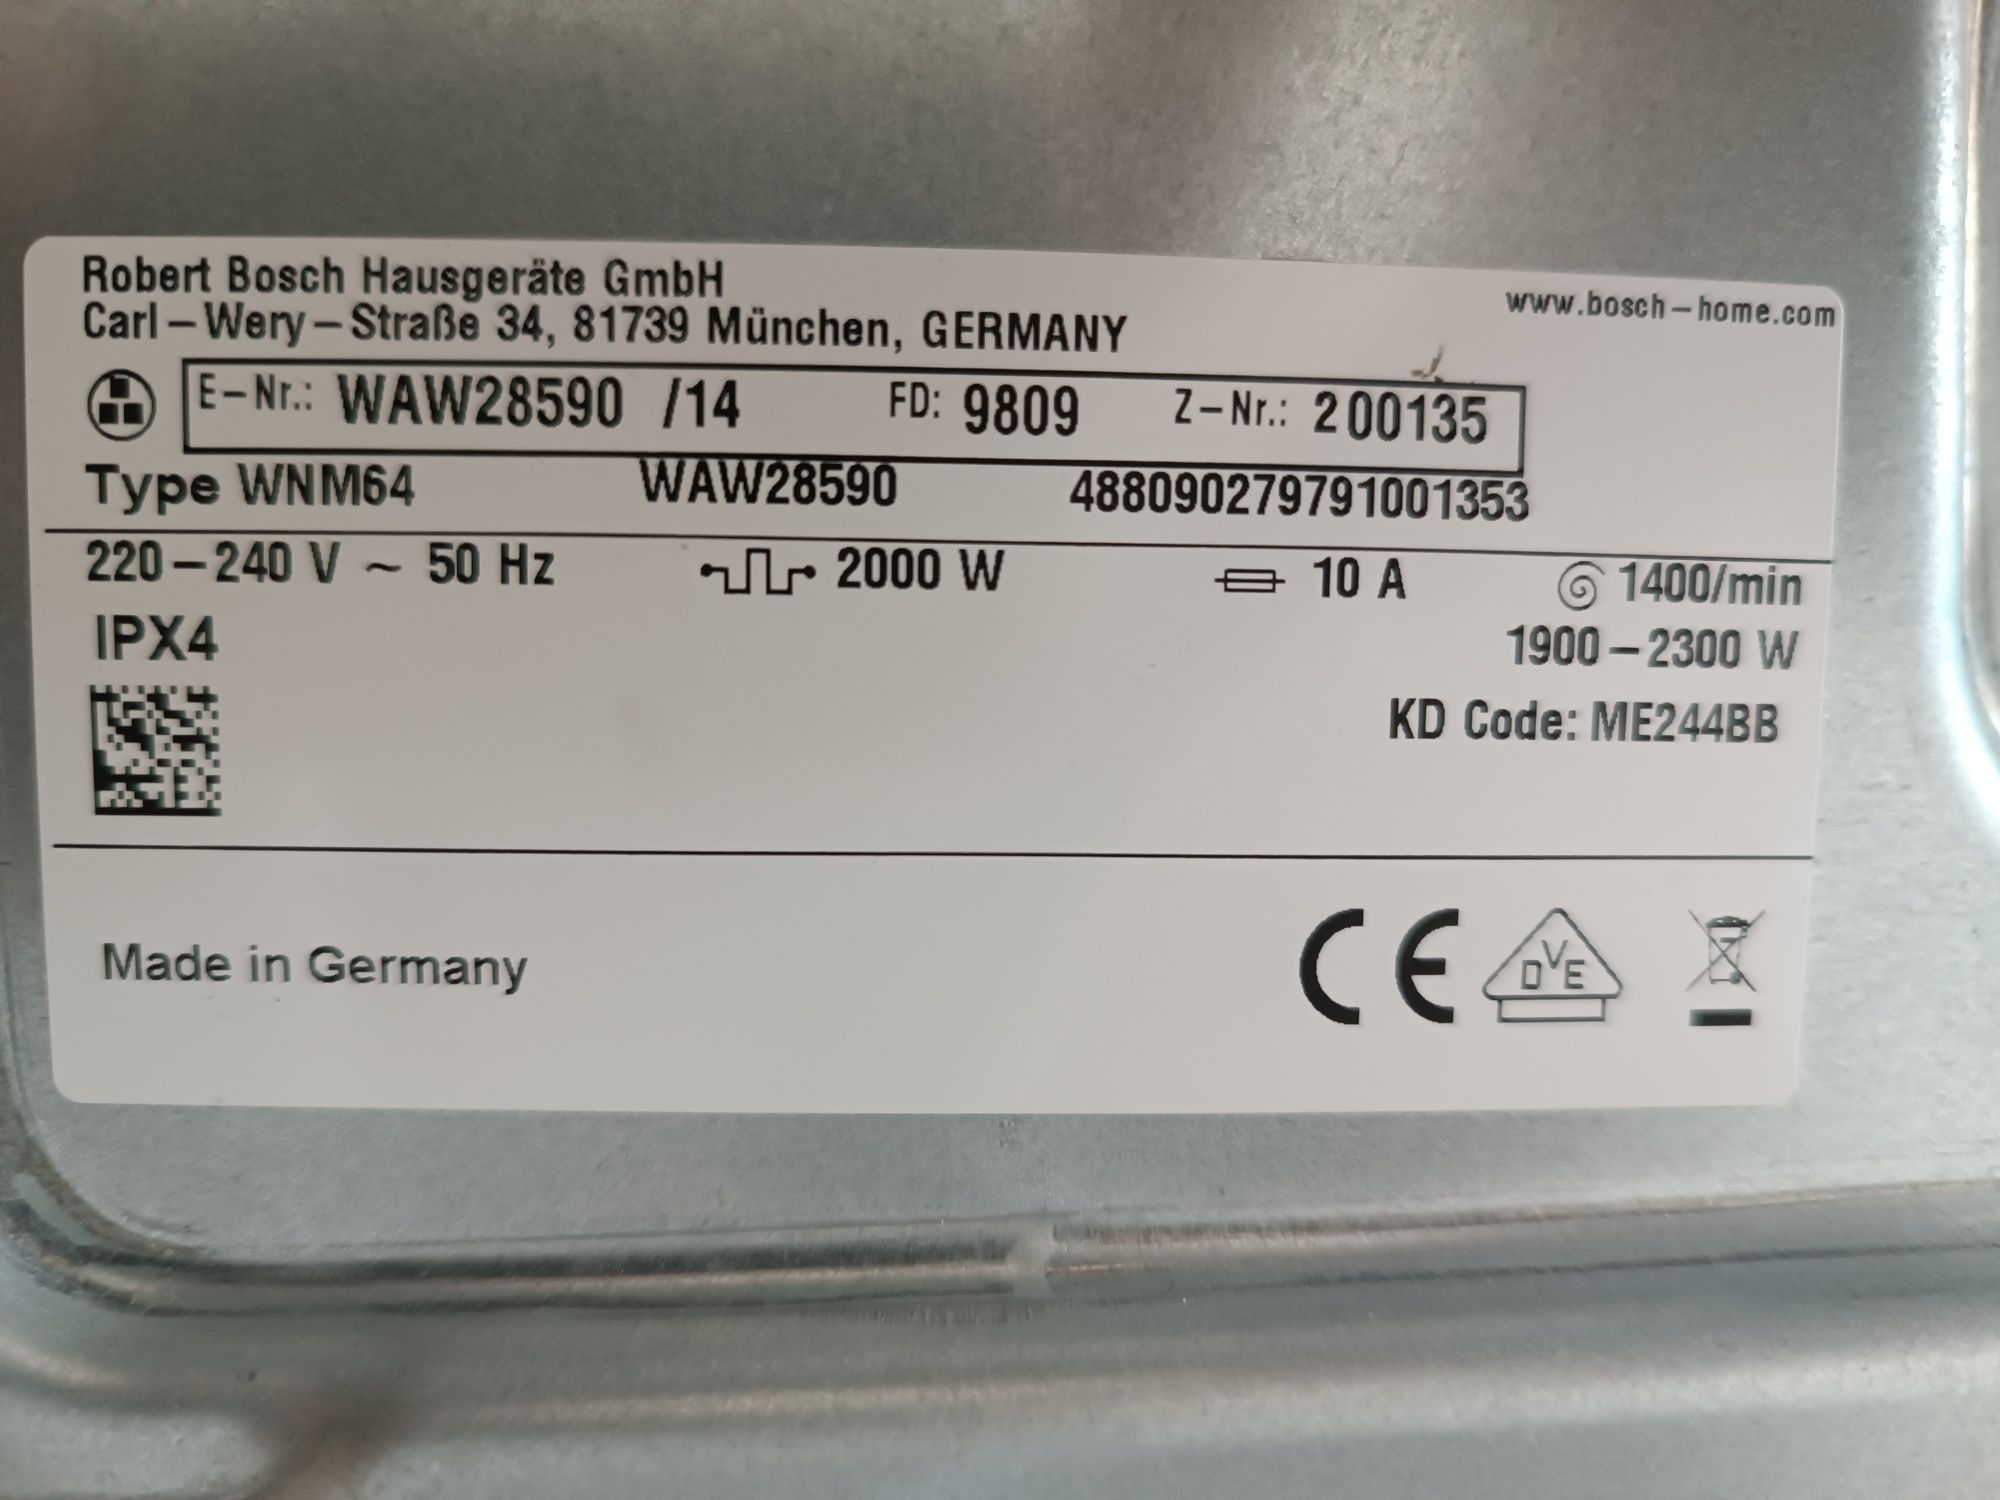 Robert Bosch Hausgeräte GmbH
Carl-Wery-Straße 34, 81739 München, GERMANY
www.bosch-home.com
E-Nr.: WAW28590 /14 FD: 9809 Z-Nr.: 200135
Type WNM64 WAW28590 488090279791001353
220-240 V ~ 50 Hz 2000 W 10 A 1400/min
IPX4 1900-2300 W
KD Code: ME244BB
Made in Germany CE DVE